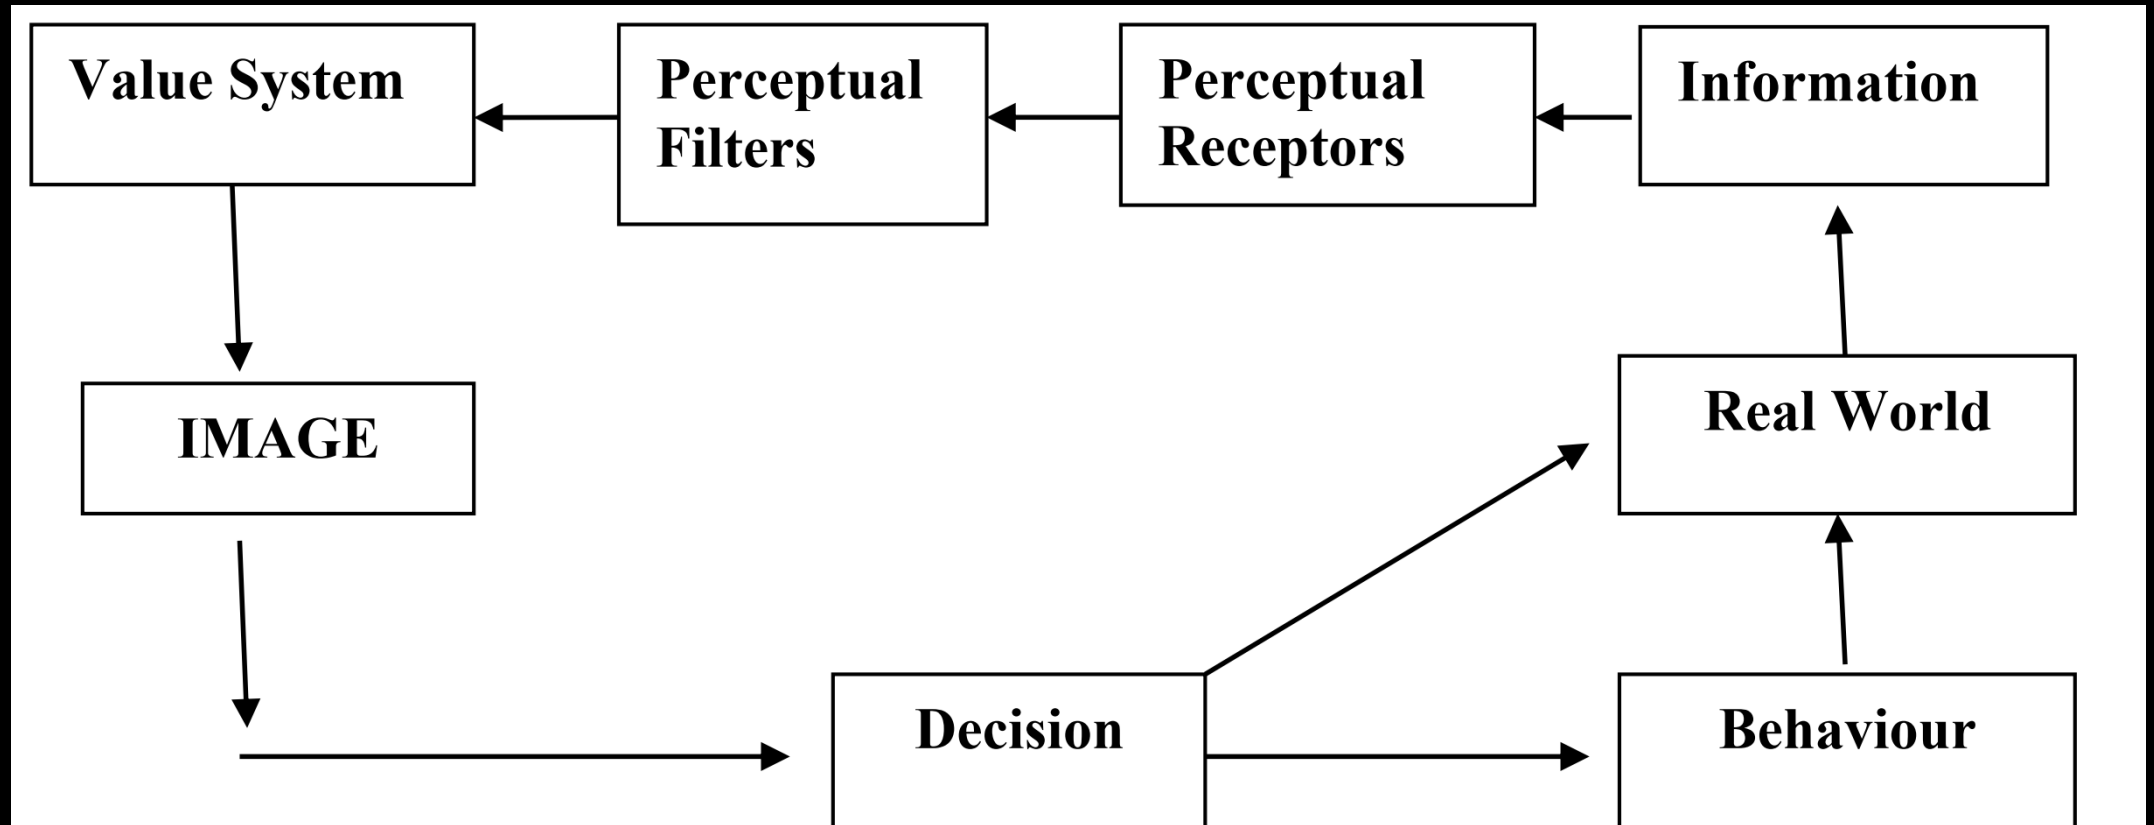 Value System
Perceptual
Filters
Perceptual
Receptors
Information
IMAGE
Real World
Decision
Behaviour